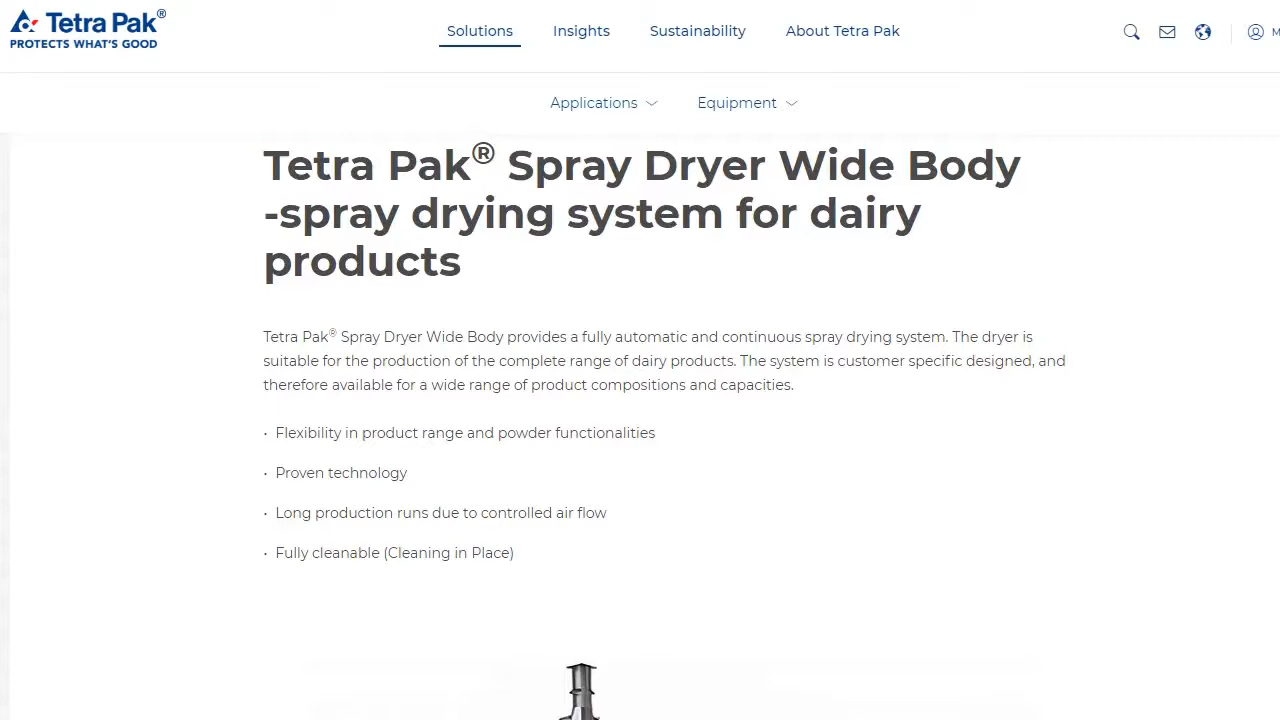 Tetra Pak®
PROTECTS WHAT'S GOOD
Solutions
Insights
Sustainability
About Tetra Pak
M
Applications
Equipment
Tetra Pak® Spray Dryer Wide Body
-spray drying system for dairy
products
Tetra Pak® Spray Dryer Wide Body provides a fully automatic and continuous spray drying system. The dryer is
suitable for the production of the complete range of dairy products. The system is customer specific designed, and
therefore available for a wide range of product compositions and capacities.
· Flexibility in product range and powder functionalities
· Proven technology
· Long production runs due to controlled air flow
· Fully cleanable (Cleaning in Place)